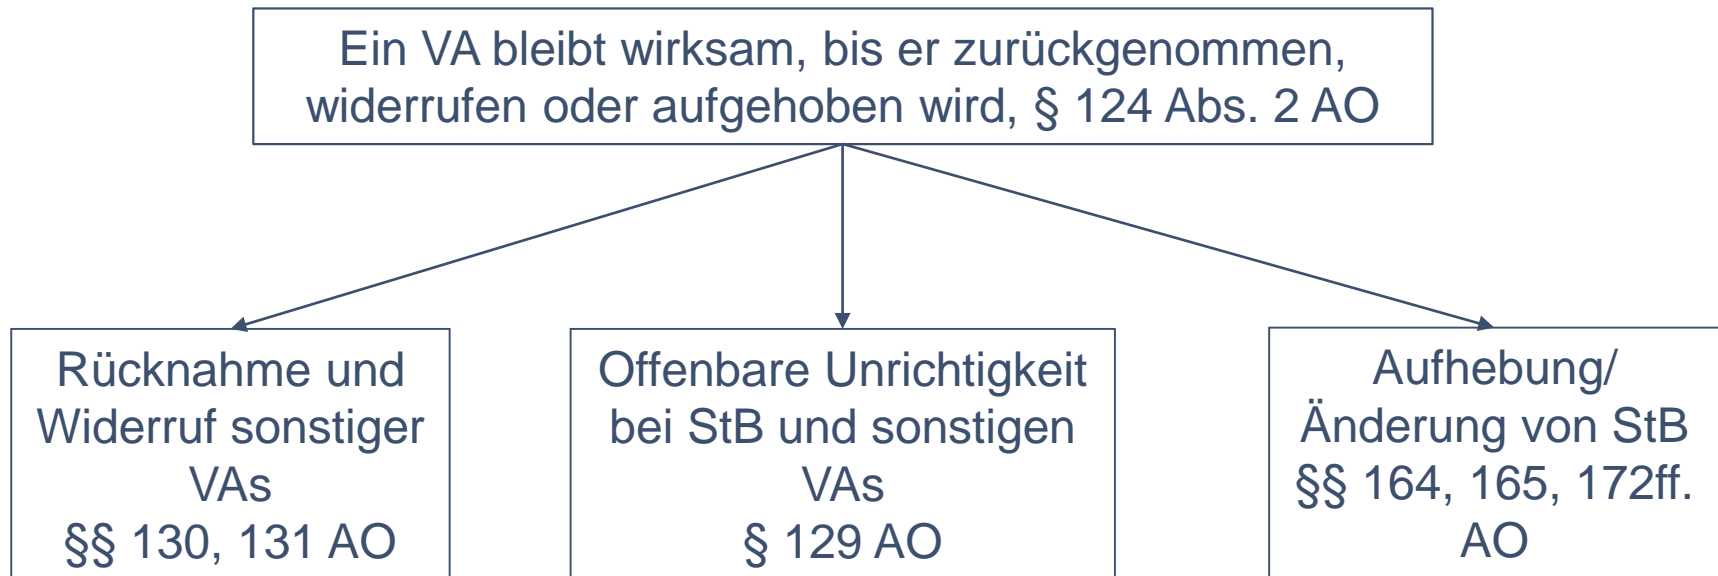 Ein VA bleibt wirksam, bis er zurückgenommen,
widerrufen oder aufgehoben wird, § 124 Abs. 2 AO
Rücknahme und
Widerruf sonstiger
VAs
§§ 130, 131 AO
Offenbare Unrichtigkeit
bei StB und sonstigen
VAs
§ 129 AO
Aufhebung/
Änderung von StB
§§ 164, 165, 172ff.
AO